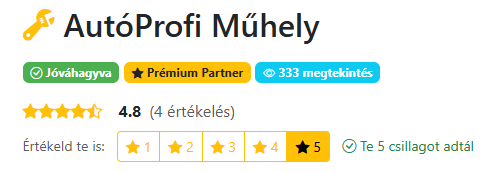 AutóProfi Műhely
Jóváhagyva Prémium Partner 333 megtekintés
4.8 (4 értékelés)
Értékeld te is: 1 2 3 4 5 Te 5 csillagot adtál